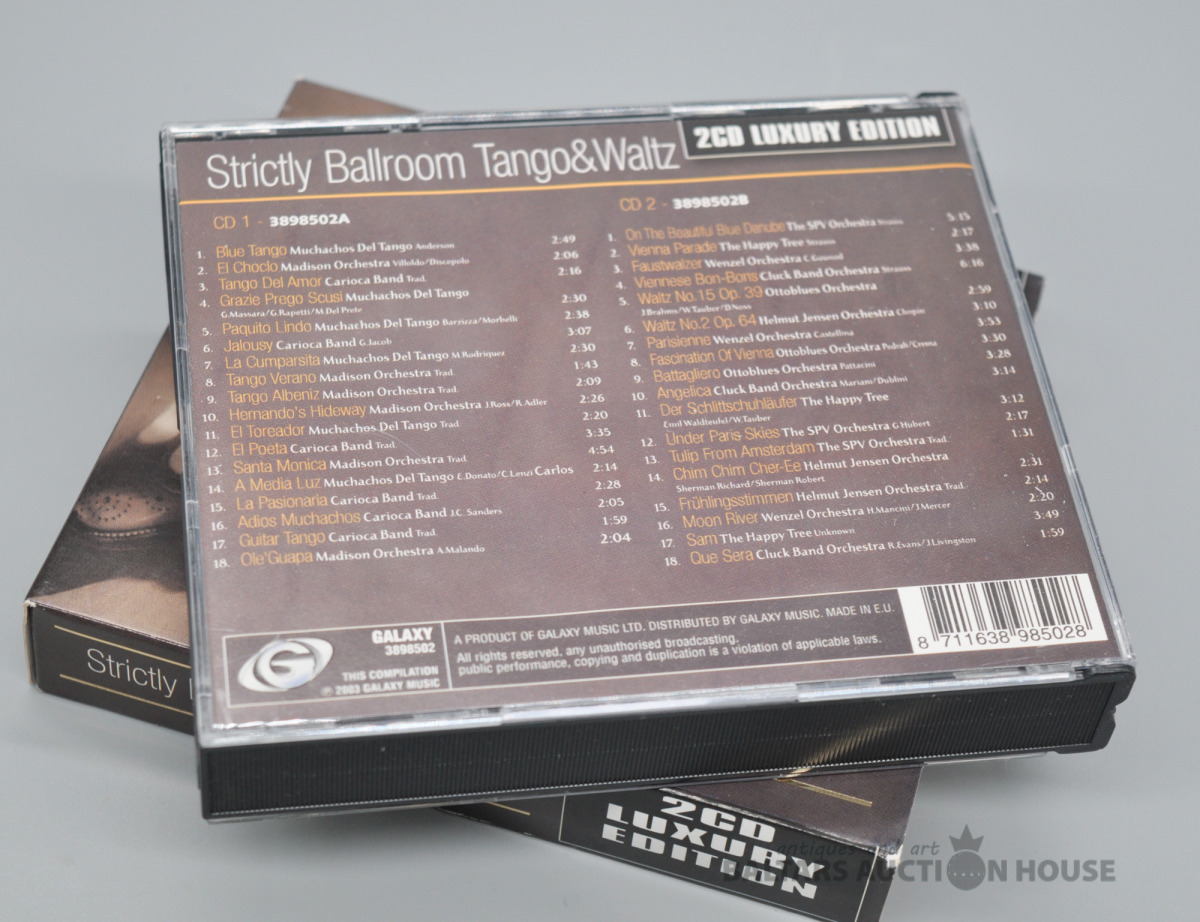 2CD LUXURY EDITION
Strictly Ballroom Tango&Waltz
CD 1 - 3898502A
1. Blue Tango Muchachos Del Tango Anderson 2:49
2. El Choclo Madison Orchestra Villoldo/Discepolo 2:06
3. Tango Del Amor Carioca Band Trad. 2:16
4. Grazie Prego Scusi Muchachos Del Tango 2:30
G.Massara/G.Rapetti/M.Del Prete
5. Paquito Lindo Muchachos Del Tango Barzizza/Morbelli 2:38
6. Jalousy Carioca Band G.Jacob 3:07
7. La Cumparsita Muchachos Del Tango M.Rodriquez 2:30
8. Tango Verano Madison Orchestra Trad. 1:43
9. Tango Albeniz Madison Orchestra Trad. 2:09
10. Hernando's Hideway Madison Orchestra J.Ross/R.Adler 2:26
11. El Toreador Muchachos Del Tango Trad 2:20
12. El Poeta Carioca Band Trad. 3:35
13. Santa Monica Madison Orchestra Trad. 4:54
14. A Media Luz Muchachos Del Tango E.Donato/C.Lenzi Carlos 2:14
15. La Pasionaria Carioca Band Trad. 2:28
16. Adios Muchachos Carioca Band J.C. Sanders 2:05
17. Guitar Tango Carioca Band Trad. 1:59
18. Ole'Guapa Madison Orchestra A.Malando 2:04
CD 2 - 3898502B
1. On The Beautiful Blue Danube The SPV Orchestra Strauss 5:15
2. Vienna Parade The Happy Tree Strauss 2:17
3. Faustwalzer Wenzel Orchestra C.Gounod 3:38
4. Viennese Bon-Bons Cluck Band Orchestra Strauss 6:16
5. Waltz No.15 Op. 39 Ottoblues Orchestra 2:59
J.Brahms/W.Tauber/D.Noss
6. Waltz No.2 Op. 64 Helmut Jensen Orchestra Chopin 3:10
7. Parisienne Wenzel Orchestra Castellina 3:53
8. Fascination Of Vienna Ottoblues Orchestra 3:30
9. Battagliero Ottoblues Orchestra Pattacini 3:28
10. Angelica Cluck Band Orchestra Mariani/Dublini 3:14
11. Der Schlittschuhläufer The Happy Tree 3:12
Emil Waldteufel/W.Tauber
12. Under Paris Skies The SPV Orchestra G Hubert 2:17
13. Tulip From Amsterdam The SPV Orchestra Trad. 1:31
14. Chim Chim Cher-Ee Helmut Jensen Orchestra 2:31
Sherman Richard/Sherman Robert
15. Frühlingsstimmen Helmut Jensen Orchestra Trad. 2:14
16. Moon River Wenzel Orchestra H.Mancini/J.Mercer 2:20
17. Sam The Happy Tree Unknown 3:49
18. Que Sera Cluck Band Orchestra R.Evans/J.Livingston 1:59
G
GALAXY
3898502
THIS COMPILATION
℗ 2003 GALAXY MUSIC
A PRODUCT OF GALAXY MUSIC LTD. DISTRIBUTED BY GALAXY MUSIC. MADE IN E.U.
All rights reserved, any unauthorised broadcasting,
public performance, copying and duplication is a violation of applicable laws.
8 711638 985028
Strictly
2CD
LUXURY
EDITION
antiques and art
BALTARS AUCTION HOUSE